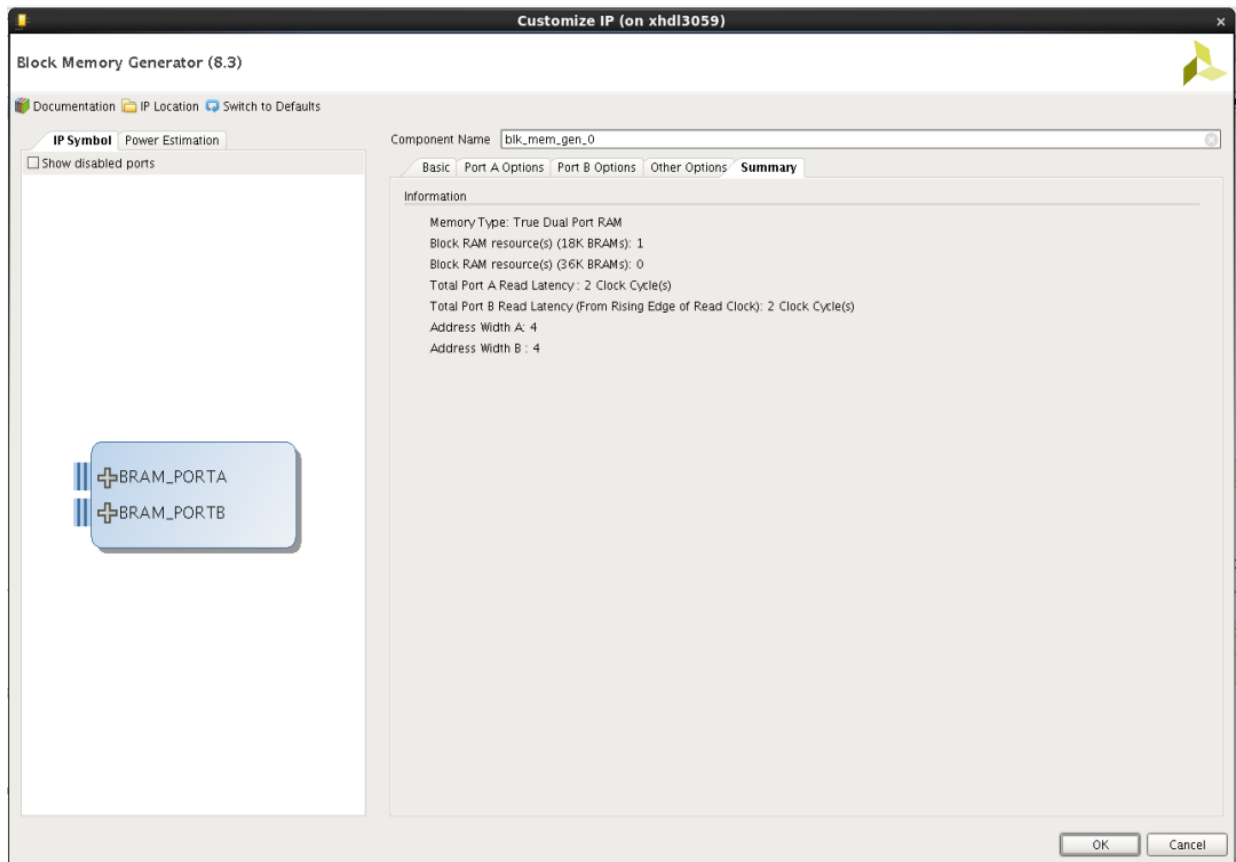 Customize IP (on xhdl3059)
Block Memory Generator (8.3)
Documentation IP Location Switch to Defaults
IP Symbol Power Estimation
Show disabled ports
BRAM_PORTA
BRAM_PORTB
Component Name blk_mem_gen_0
Basic Port A Options Port B Options Other Options Summary
Information
Memory Type: True Dual Port RAM
Block RAM resource(s) (18K BRAMs): 1
Block RAM resource(s) (36K BRAMs): 0
Total Port A Read Latency : 2 Clock Cycle(s)
Total Port B Read Latency (From Rising Edge of Read Clock): 2 Clock Cycle(s)
Address Width A: 4
Address Width B : 4
OK Cancel